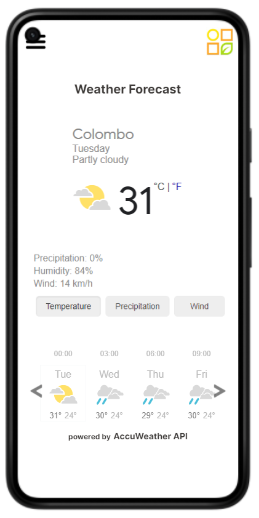 Weather Forecast
Colombo
Tuesday
Partly cloudy
31 °C | °F
Precipitation: 0%
Humidity: 84%
Wind: 14 km/h
Temperature Precipitation Wind
00:00 03:00 06:00 09:00
Tue Wed Thu Fri
31° 24° 30° 24° 29° 24° 30° 24°
powered by AccuWeather API